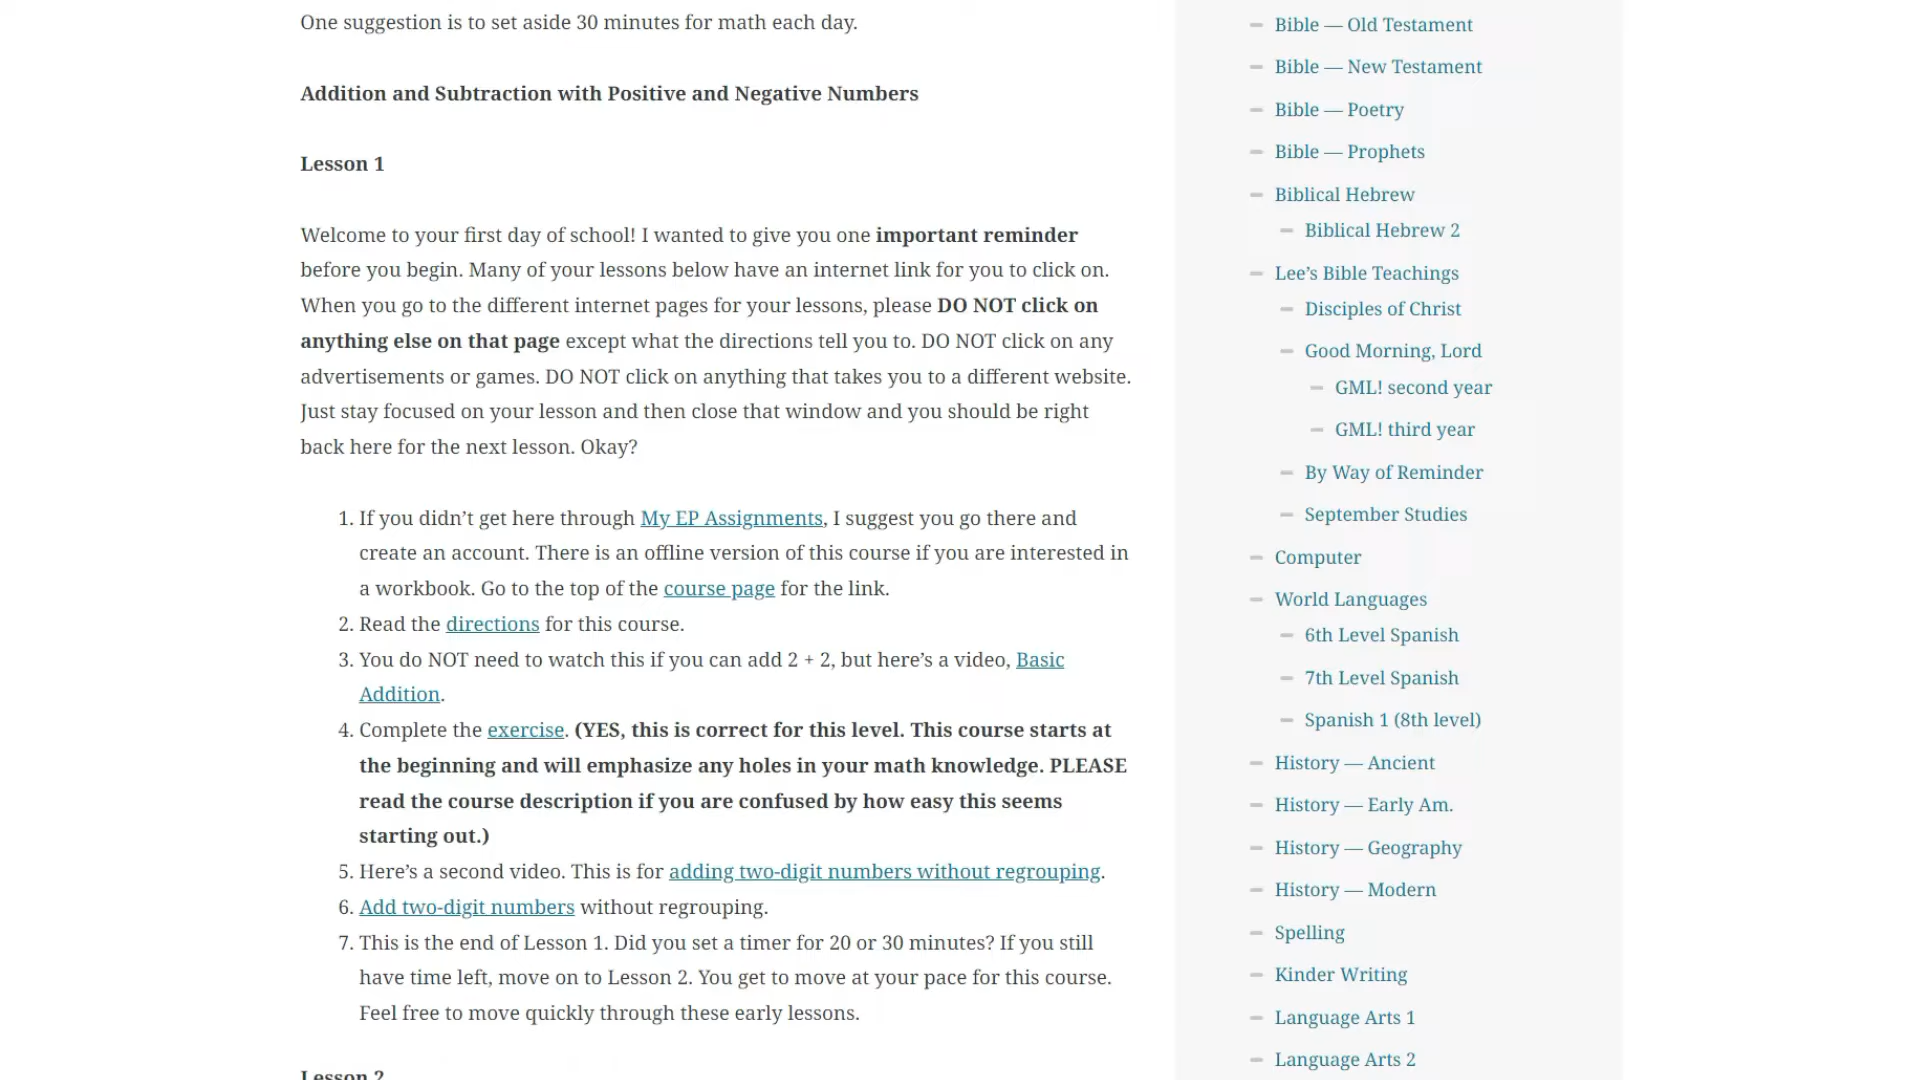 One suggestion is to set aside 30 minutes for math each day.
Addition and Subtraction with Positive and Negative Numbers
Lesson 1
Welcome to your first day of school! I wanted to give you one important reminder
before you begin. Many of your lessons below have an internet link for you to click on.
When you go to the different internet pages for your lessons, please DO NOT click on
anything else on that page except what the directions tell you to. DO NOT click on any
advertisements or games. DO NOT click on anything that takes you to a different website.
Just stay focused on your lesson and then close that window and you should be right
back here for the next lesson. Okay?
1. If you didn’t get here through My EP Assignments, I suggest you go there and
create an account. There is an offline version of this course if you are interested in
a workbook. Go to the top of the course page for the link.
2. Read the directions for this course.
3. You do NOT need to watch this if you can add 2 + 2, but here’s a video, Basic
Addition.
4. Complete the exercise. (YES, this is correct for this level. This course starts at
the beginning and will emphasize any holes in your math knowledge. PLEASE
read the course description if you are confused by how easy this seems
starting out.)
5. Here’s a second video. This is for adding two-digit numbers without regrouping.
6. Add two-digit numbers without regrouping.
7. This is the end of Lesson 1. Did you set a timer for 20 or 30 minutes? If you still
have time left, move on to Lesson 2. You get to move at your pace for this course.
Feel free to move quickly through these early lessons.
Lesson 2
Bible — Old Testament
Bible — New Testament
Bible — Poetry
Bible — Prophets
Biblical Hebrew
Biblical Hebrew 2
Lee’s Bible Teachings
Disciples of Christ
Good Morning, Lord
GML! second year
GML! third year
By Way of Reminder
September Studies
Computer
World Languages
6th Level Spanish
7th Level Spanish
Spanish 1 (8th level)
History — Ancient
History — Early Am.
History — Geography
History — Modern
Spelling
Kinder Writing
Language Arts 1
Language Arts 2